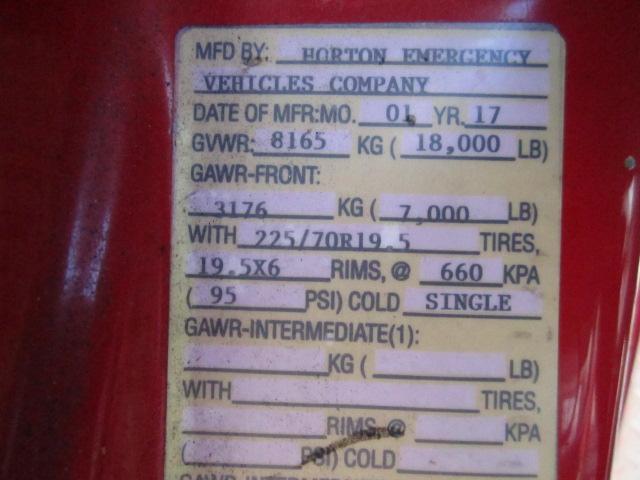 MFD BY: HORTON EMERGENCY
VEHICLES COMPANY
DATE OF MFR:MO. 01 YR. 17
GVWR: 8165 KG ( 18,000 LB)
GAWR-FRONT:
3176 KG ( 7,000 LB)
WITH 225/70R19.5 TIRES,
19.5X6 RIMS, @ 660 KPA
( 95 PSI) COLD SINGLE
GAWR-INTERMEDIATE(1):
KG ( LB)
WITH TIRES,
RIMS, @ KPA
( PSI) COLD